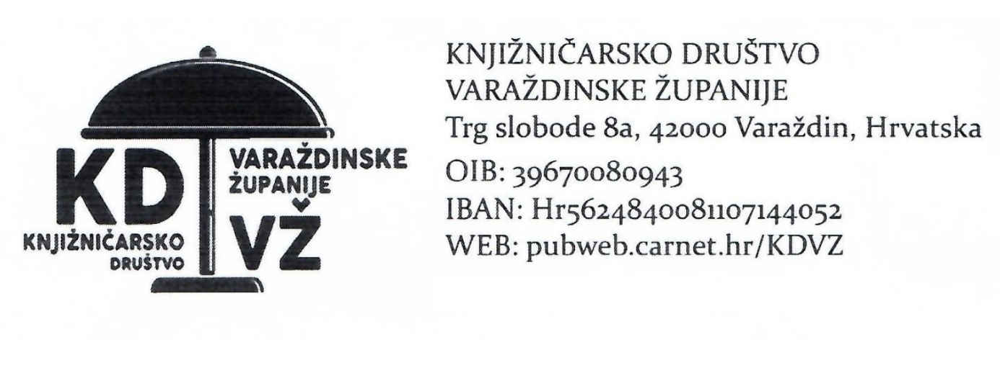 KD
KNJIŽNIČARSKO
DRUŠTVO
VARAŽDINSKE
ŽUPANIJE
VŽ
KNJIŽNIČARSKO DRUŠTVO
VARAŽDINSKE ŽUPANIJE
Trg slobode 8a, 42000 Varaždin, Hrvatska
OIB: 39670080943
IBAN: Hr5624840081107144052
WEB: pubweb.carnet.hr/KDVZ